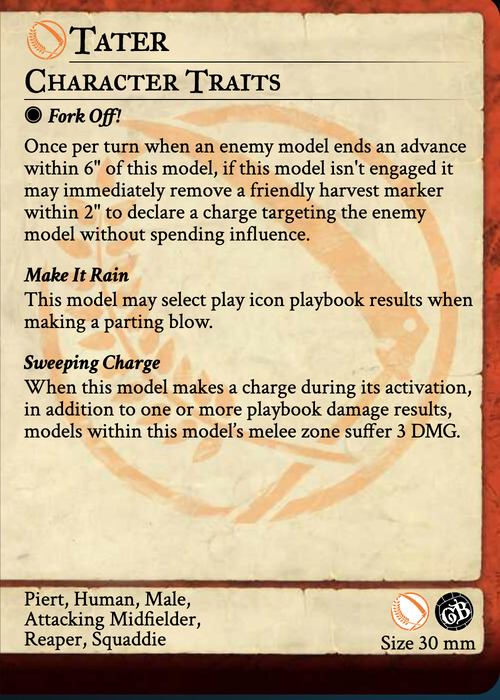 Tater
Character Traits
Fork Off!
Once per turn when an enemy model ends an advance
within 6" of this model, if this model isn't engaged it
may immediately remove a friendly harvest marker
within 2" to declare a charge targeting the enemy
model without spending influence.
Make It Rain
This model may select play icon playbook results when
making a parting blow.
Sweeping Charge
When this model makes a charge during its activation,
in addition to one or more playbook damage results,
models within this model's melee zone suffer 3 DMG.
Piert, Human, Male,
Attacking Midfielder,
Reaper, Squaddie
GB
Size 30 mm